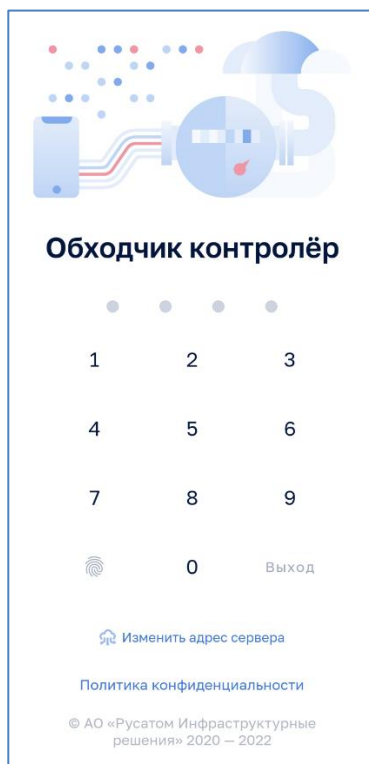 Обходчик контролёр
1 2 3
4 5 6
7 8 9
0 Выход
Изменить адрес сервера
Политика конфиденциальности
© АО «Русатом Инфраструктурные
решения» 2020 — 2022